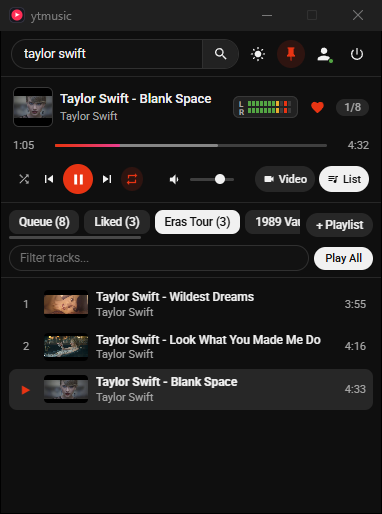 ytmusic
taylor swift
Taylor Swift - Blank Space
Taylor Swift
L
R
1/8
1:05
4:32
Video
List
Queue (8)
Liked (3)
Eras Tour (3)
1989 Vau
+ Playlist
Filter tracks...
Play All
1
Taylor Swift - Wildest Dreams
Taylor Swift
3:55
2
Taylor Swift - Look What You Made Me Do
Taylor Swift
4:16
Taylor Swift - Blank Space
Taylor Swift
4:33